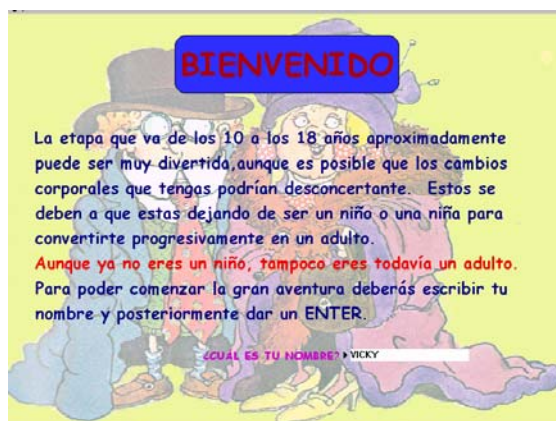 BIENVENIDO
La etapa que va de los 10 a los 18 años aproximadamente
puede ser muy divertida,aunque es posible que los cambios
corporales que tengas podrían desconcertante. Estos se
deben a que estas dejando de ser un niño o una niña para
convertirte progresivamente en un adulto.
Aunque ya no eres un niño, tampoco eres todavía un adulto.
Para poder comenzar la gran aventura deberás escribir tu
nombre y posteriormente dar un ENTER.
¿CUÁL ES TU NOMBRE? VICKY